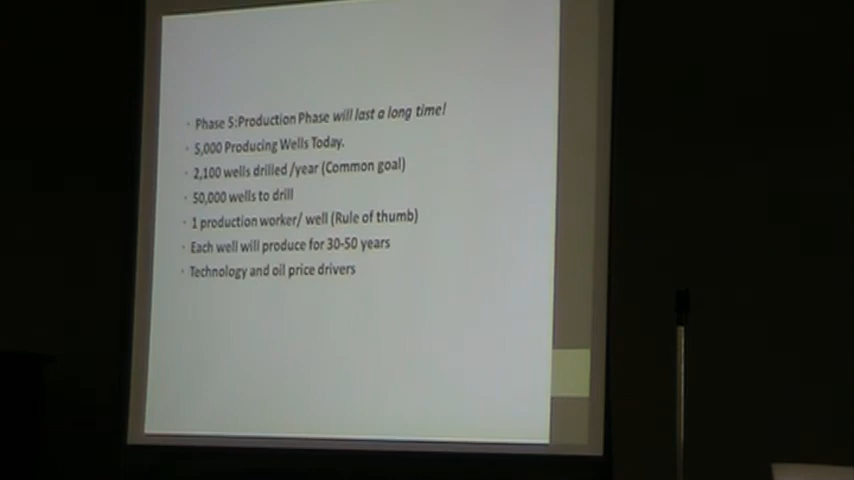 · Phase 5:Production Phase will last a long time!
· 5,000 Producing Wells Today.
· 2,100 wells drilled /year (Common goal)
· 50,000 wells to drill
· 1 production worker/ well (Rule of thumb)
· Each well will produce for 30-50 years
· Technology and oil price drivers